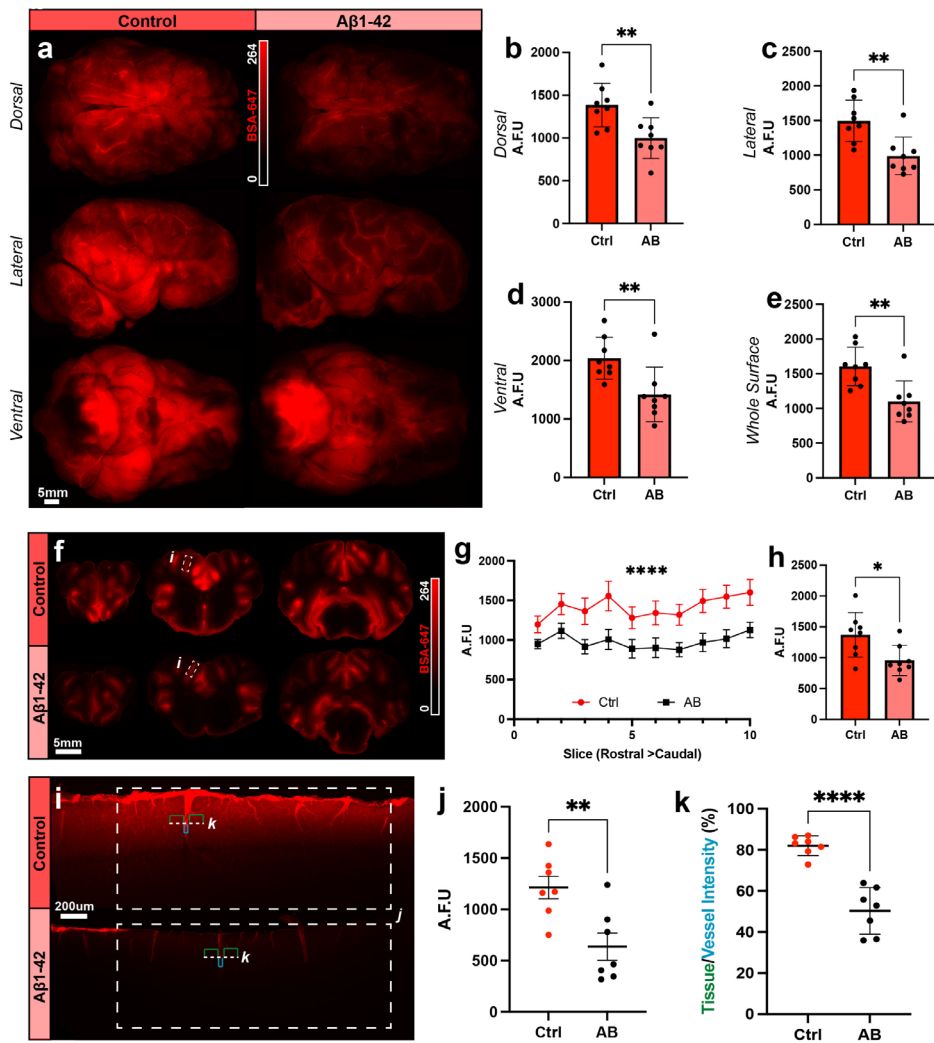 Control
Aβ1-42
a
Dorsal
Lateral
Ventral
264
BSA-647
0
5mm
b
Dorsal
A.F.U
2000
1500
1000
500
0
**
Ctrl
AB
c
Lateral
A.F.U
1500
2000
1000
500
0
**
Ctrl
AB
d
Ventral
A.F.U
3000
2000
1000
0
**
Ctrl
AB
e
Whole Surface
A.F.U
2500
2000
1500
1000
500
0
**
Ctrl
AB
f
Control
Aβ1-42
i
i
264
BSA-647
0
5mm
g
A.F.U
2000
1500
1000
500
0
****
Ctrl
AB
0
5
10
Slice (Rostral >Caudal)
h
2500
2000
1500
1000
500
0
*
Ctrl
AB
i
Control
Aβ1-42
k
200um
j
k
j
A.F.U
2000
1500
1000
500
0
**
Ctrl
AB
k
Tissue/Vessel Intensity (%)
100
80
60
40
20
0
****
Ctrl
AB